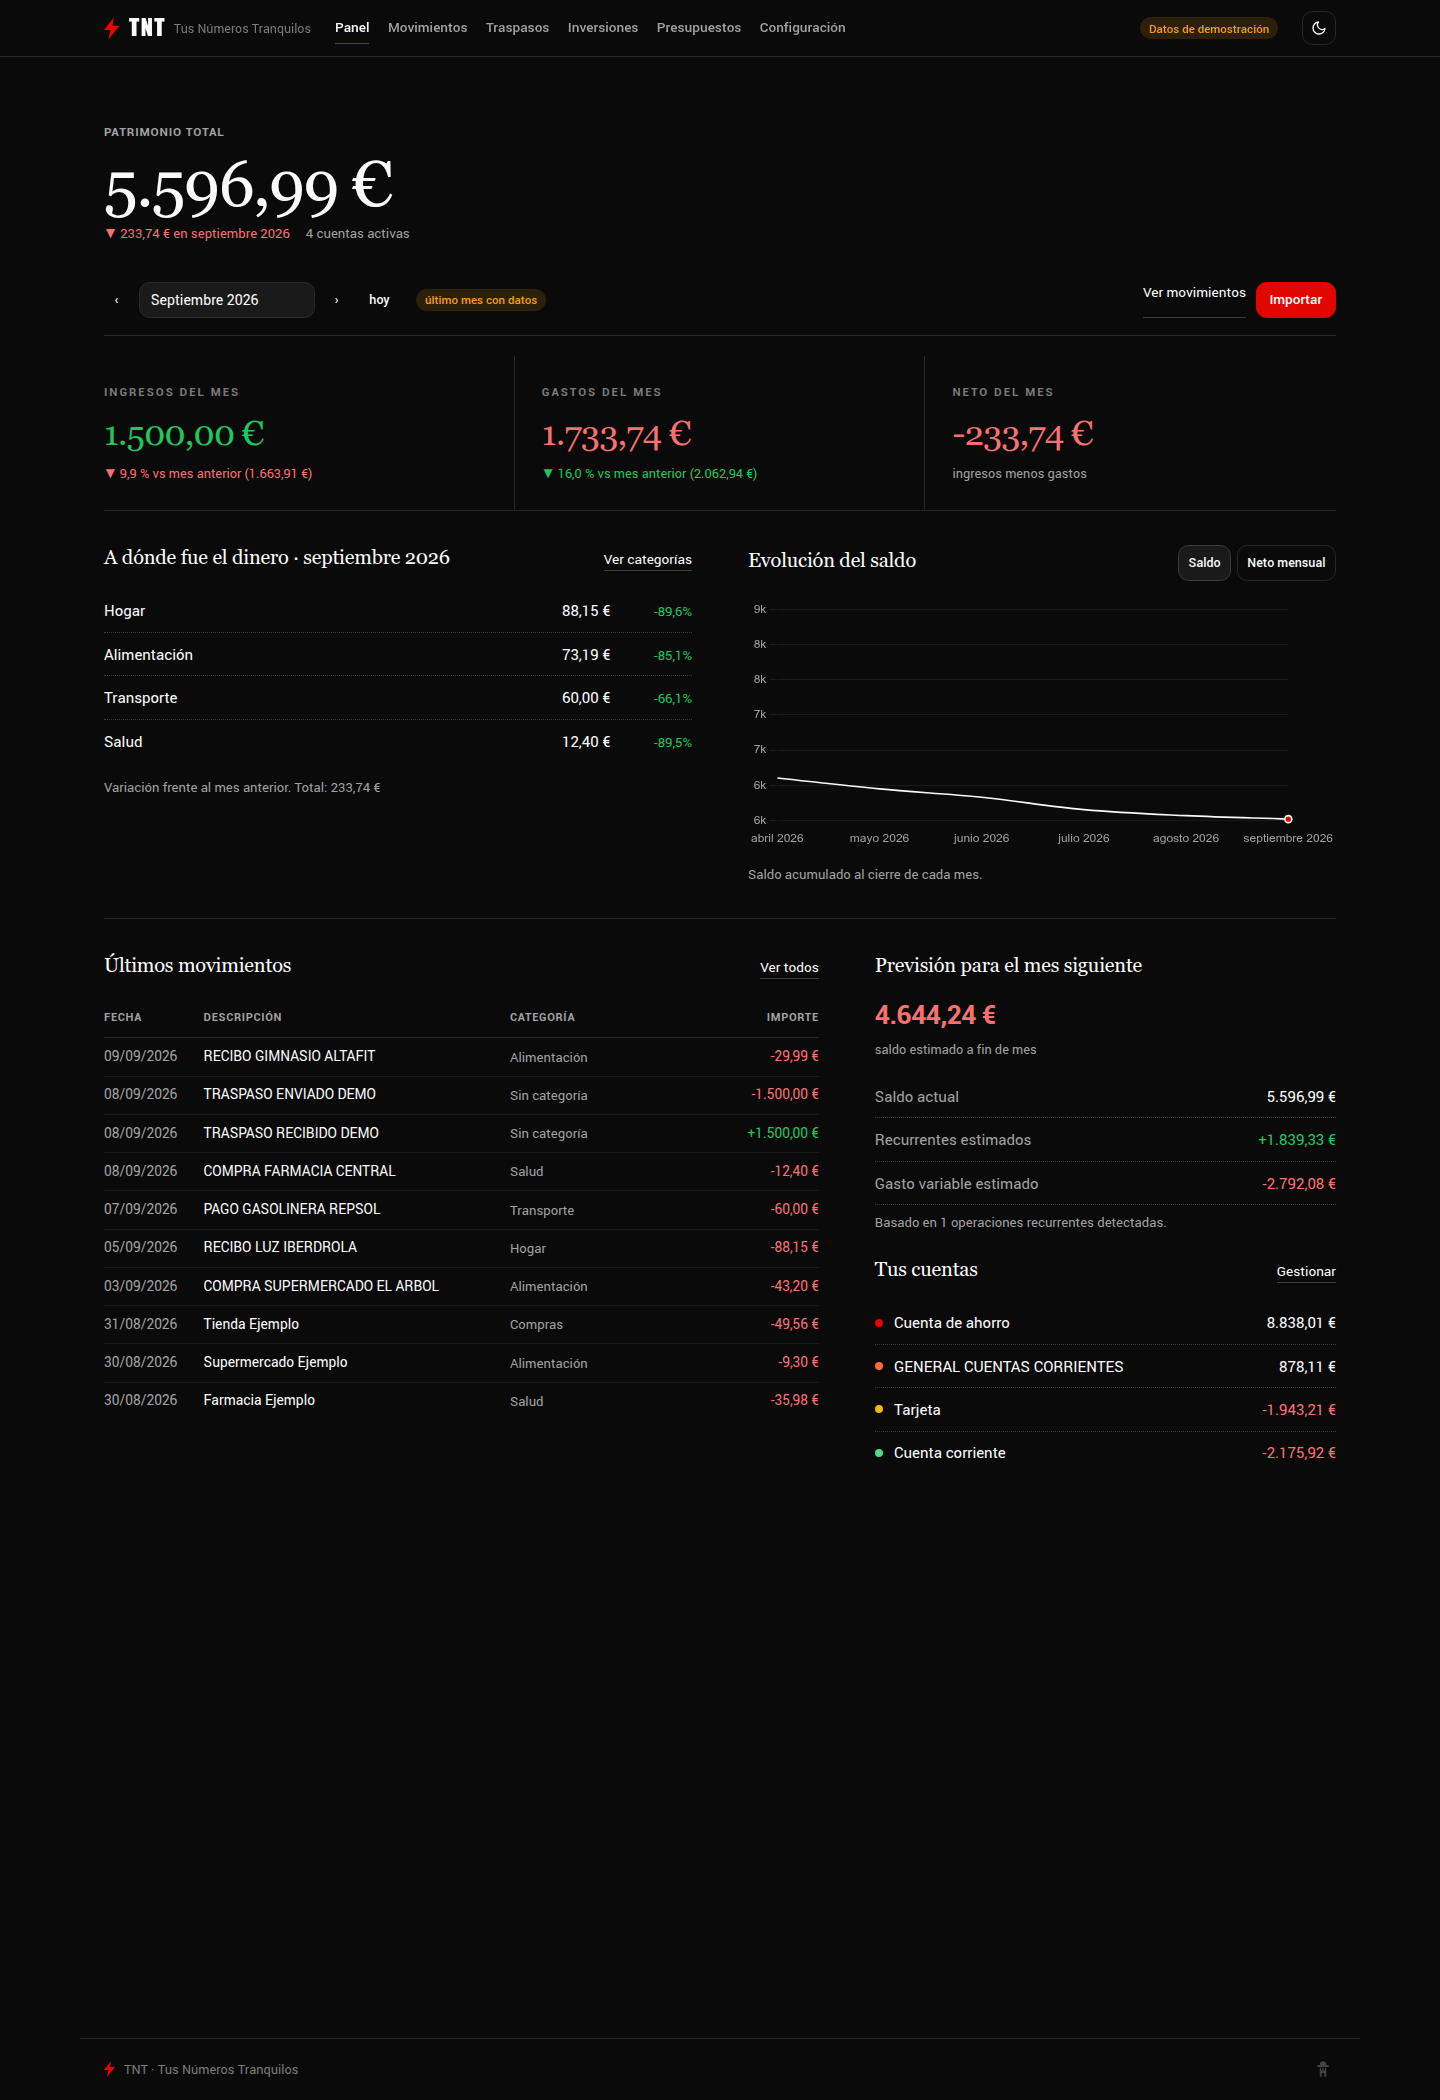 TNT Tus Números Tranquilos Panel Movimientos Traspasos Inversiones Presupuestos Configuración Datos de demostración
PATRIMONIO TOTAL
5.596,99 €
▼ 233,74 € en septiembre 2026 4 cuentas activas
‹ Septiembre 2026 › hoy último mes con datos Ver movimientos Importar
INGRESOS DEL MES
1.500,00 €
▼ 9,9 % vs mes anterior (1.663,91 €)
GASTOS DEL MES
1.733,74 €
▼ 16,0 % vs mes anterior (2.062,94 €)
NETO DEL MES
-233,74 €
ingresos menos gastos
A dónde fue el dinero · septiembre 2026 Ver categorías
Hogar 88,15 € -89,6%
Alimentación 73,19 € -85,1%
Transporte 60,00 € -66,1%
Salud 12,40 € -89,5%
Variación frente al mes anterior. Total: 233,74 €
Evolución del saldo Saldo Neto mensual
9k
8k
8k
7k
7k
6k
6k
abril 2026 mayo 2026 junio 2026 julio 2026 agosto 2026 septiembre 2026
Saldo acumulado al cierre de cada mes.
Últimos movimientos Ver todos
FECHA DESCRIPCIÓN CATEGORÍA IMPORTE
09/09/2026 RECIBO GIMNASIO ALTAFIT Alimentación -29,99 €
08/09/2026 TRASPASO ENVIADO DEMO Sin categoría -1.500,00 €
08/09/2026 TRASPASO RECIBIDO DEMO Sin categoría +1.500,00 €
08/09/2026 COMPRA FARMACIA CENTRAL Salud -12,40 €
07/09/2026 PAGO GASOLINERA REPSOL Transporte -60,00 €
05/09/2026 RECIBO LUZ IBERDROLA Hogar -88,15 €
03/09/2026 COMPRA SUPERMERCADO EL ARBOL Alimentación -43,20 €
31/08/2026 Tienda Ejemplo Compras -49,56 €
30/08/2026 Supermercado Ejemplo Alimentación -9,30 €
30/08/2026 Farmacia Ejemplo Salud -35,98 €
Previsión para el mes siguiente
4.644,24 €
saldo estimado a fin de mes
Saldo actual 5.596,99 €
Recurrentes estimados +1.839,33 €
Gasto variable estimado -2.792,08 €
Basado en 1 operaciones recurrentes detectadas.
Tus cuentas Gestionar
Cuenta de ahorro 8.838,01 €
GENERAL CUENTAS CORRIENTES 878,11 €
Tarjeta -1.943,21 €
Cuenta corriente -2.175,92 €
TNT · Tus Números Tranquilos